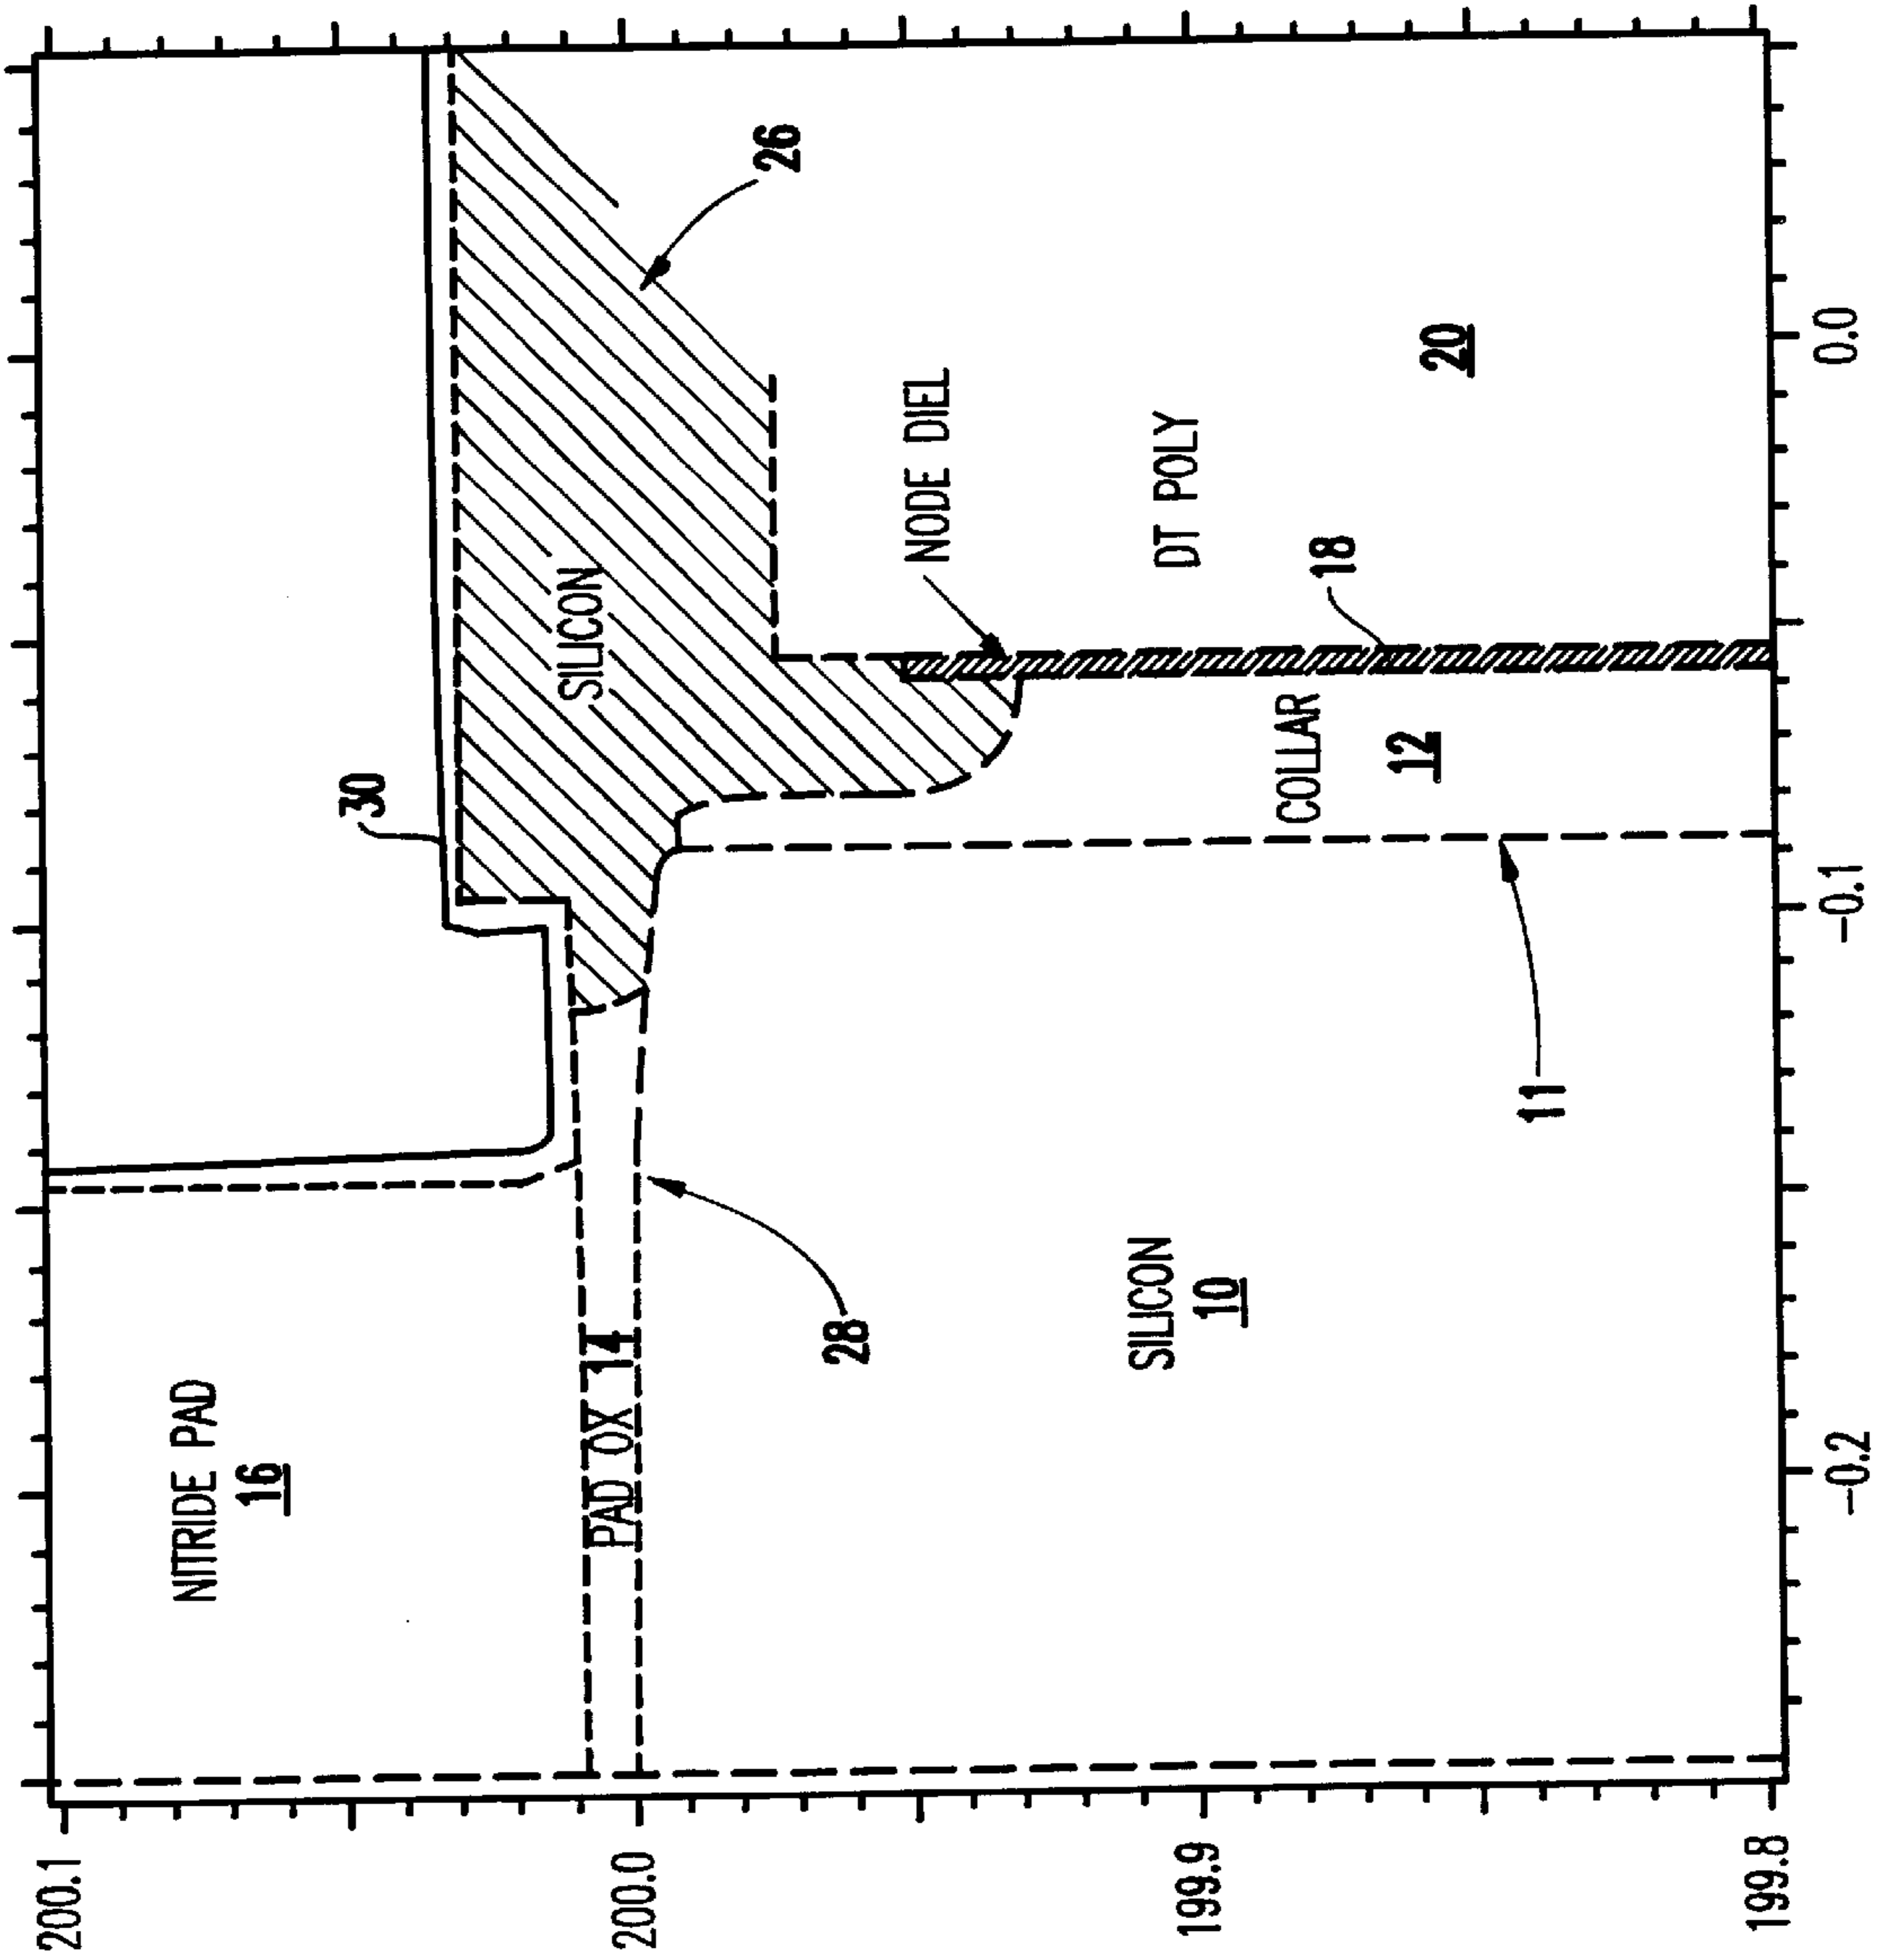 NITRIDE PAD
16
PAD OX 14
SILICON
10
28
30
SILICON
26
NODE DIEL
DT POLY
20
18
COLLAR
12
11
200.1
200.0
199.9
199.8
-0.2
-0.1
0.0